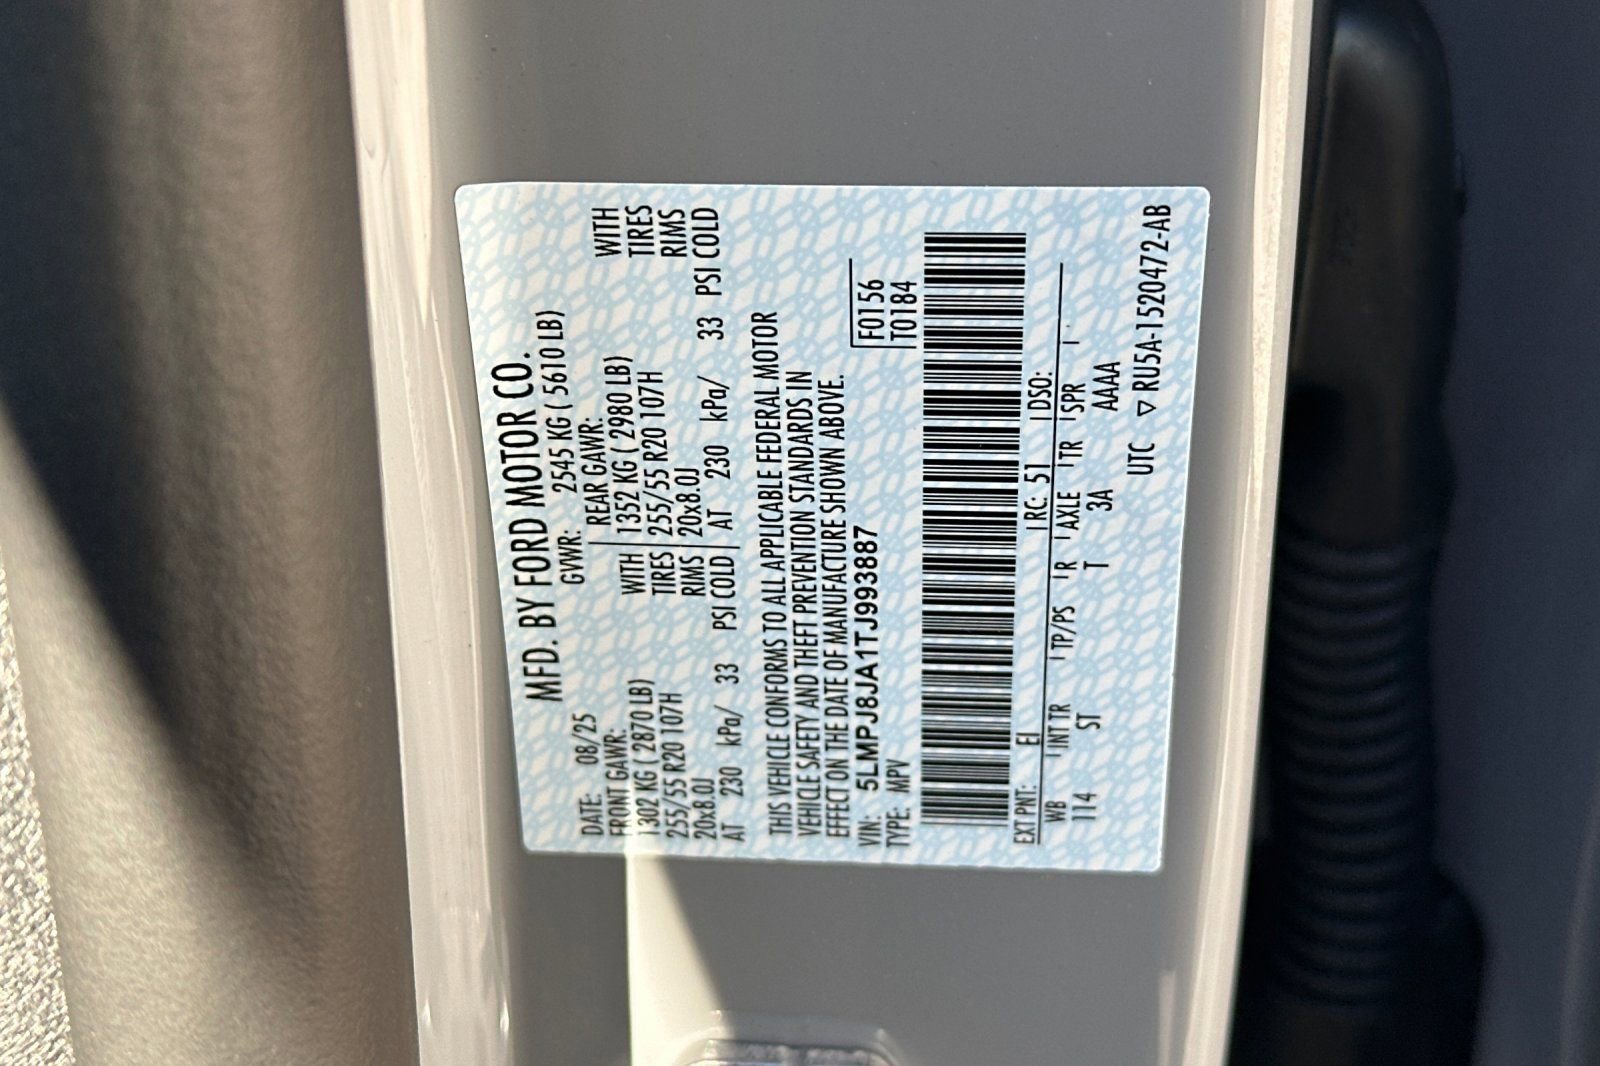 MFD. BY FORD MOTOR CO.
DATE: 08/25 GVWR: 2545 KG ( 5610 LB)
FRONT GAWR: REAR GAWR:
1302 KG ( 2870 LB) WITH 1352 KG ( 2980 LB) WITH
255/55 R20 107H TIRES 255/55 R20 107H TIRES
20x8.0J RIMS 20x8.0J RIMS
AT 230 kPa/ 33 PSI COLD AT 230 kPa/ 33 PSI COLD
THIS VEHICLE CONFORMS TO ALL APPLICABLE FEDERAL MOTOR
VEHICLE SAFETY AND THEFT PREVENTION STANDARDS IN
EFFECT ON THE DATE OF MANUFACTURE SHOWN ABOVE.
VIN: 5LMPJ8JA1TJ993887 F0156
TYPE: MPV T0184
EXT PNT: EI RC: 51 DSO:
WB INT TR TP/PS R AXLE TR SPR
114 ST T 3A AAAA
UTC ▽ RU5A-1520472-AB